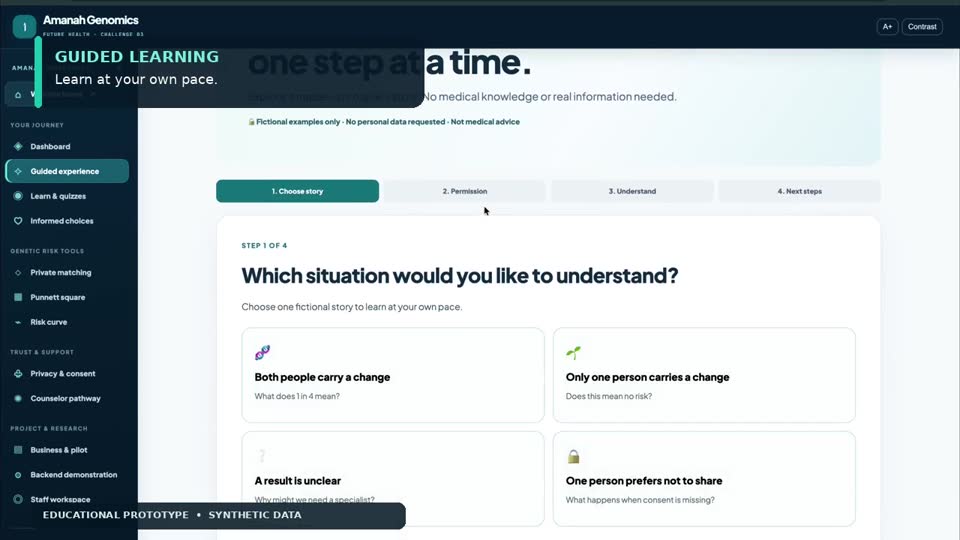 Amanah Genomics
FUTURE HEALTH · CHALLENGE 03
A+
Contrast
GUIDED LEARNING
Learn at your own pace.
one step at a time.
No medical knowledge or real information needed.
Fictional examples only · No personal data requested · Not medical advice
YOUR JOURNEY
Dashboard
Guided experience
Learn & quizzes
Informed choices
GENETIC RISK TOOLS
Private matching
Punnett square
Risk curve
TRUST & SUPPORT
Privacy & consent
Counselor pathway
PROJECT & RESEARCH
Business & pilot
Backend demonstration
Staff workspace
1. Choose story
2. Permission
3. Understand
4. Next steps
STEP 1 OF 4
Which situation would you like to understand?
Choose one fictional story to learn at your own pace.
Both people carry a change
What does 1 in 4 mean?
Only one person carries a change
Does this mean no risk?
A result is unclear
Why might we need a specialist?
One person prefers not to share
What happens when consent is missing?
EDUCATIONAL PROTOTYPE • SYNTHETIC DATA